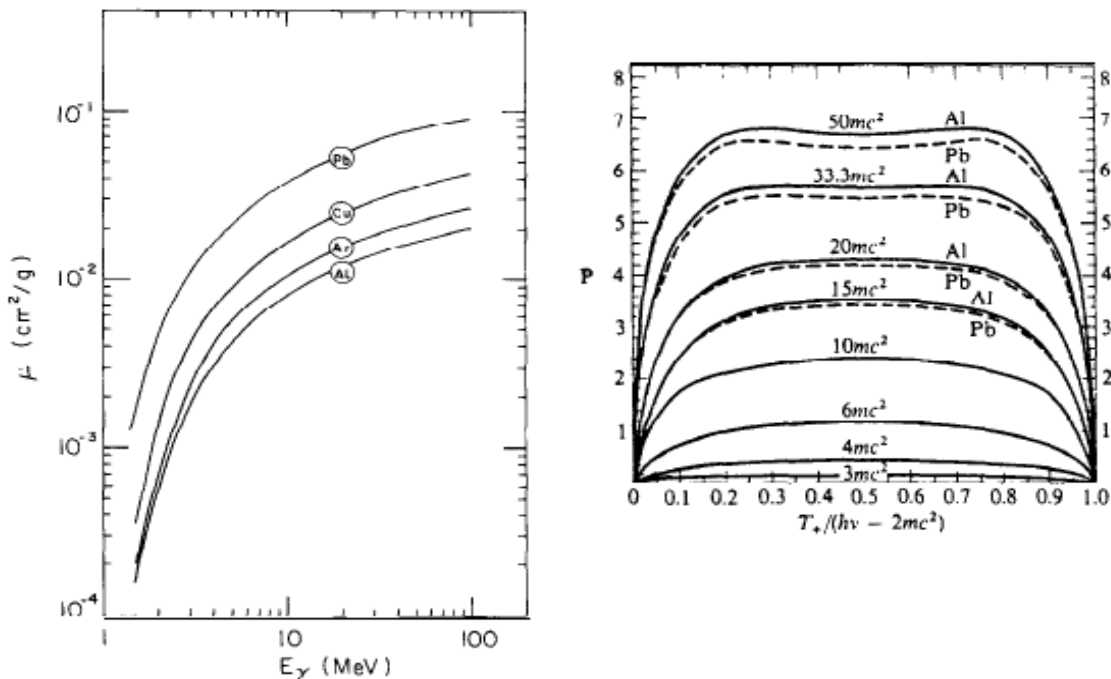 10⁻¹
10⁻²
10⁻³
10⁻⁴
μ (cm²/g)
Pb
Cu
Ar
AL
1
10
100
Eγ (MeV)
8
7
6
5
4
3
2
1
P
8
7
6
5
4
3
2
1
50mc² Al
Pb
33.3mc² Al
Pb
20mc² Al
Pb
15mc² Al
Pb
10mc²
6mc²
4mc²
3mc²
0 0.1 0.2 0.3 0.4 0.5 0.6 0.7 0.8 0.9 1.0
T₊/(hν − 2mc²)